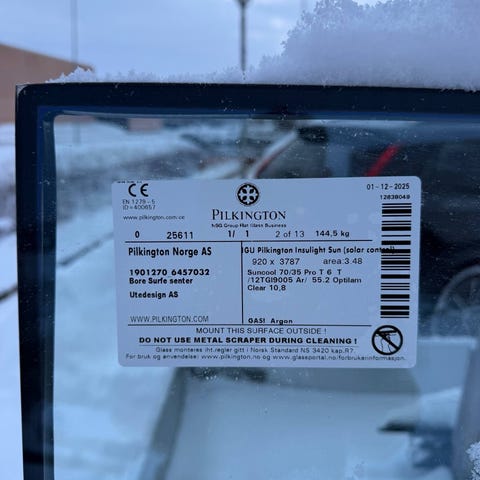 CE
EN 1279 - 5
ID=400657
www.pilkington.com/ce
PILKINGTON
NSG Group Flat Glass Business
01-12-2025
12838049
0 25611 1/ 1 2 of 13 144,5 kg
Pilkington Norge AS
IGU Pilkington Insulight Sun (solar control)
920 x 3787 area: 3.48
1901270 6457032
Suncool 70/35 Pro T 6 T
Bore Surfe senter
/12TGI9005 Ar/ 55.2 Optilam
Utedesign AS
Clear 10,8
WWW.PILKINGTON.COM
GAS! Argon
MOUNT THIS SURFACE OUTSIDE !
DO NOT USE METAL SCRAPER DURING CLEANING !
Glass monteres iht.regler gitt i Norsk Standard NS 3420 kap.R7.
For bruk og anvendelse: www.pilkington.no og www.glassportal.no/forbrukerinfo